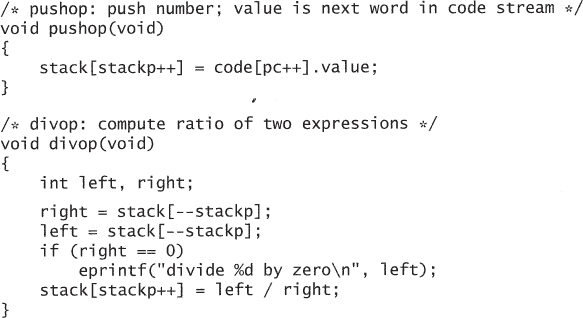 /* pushop: push number; value is next word in code stream */
void pushop(void)
{
    stack[stackp++] = code[pc++].value;
}
/* divop: compute ratio of two expressions */
void divop(void)
{
    int left, right;
    right = stack[--stackp];
    left = stack[--stackp];
    if (right == 0)
        eprintf("divide %d by zero\n", left);
    stack[stackp++] = left / right;
}